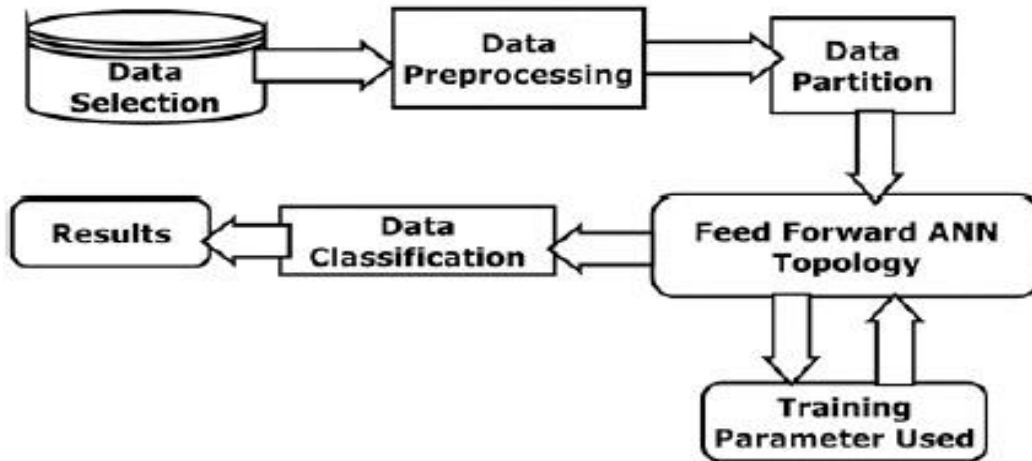 Data
Selection
Data
Preprocessing
Data
Partition
Feed Forward ANN
Topology
Training
Parameter Used
Data
Classification
Results